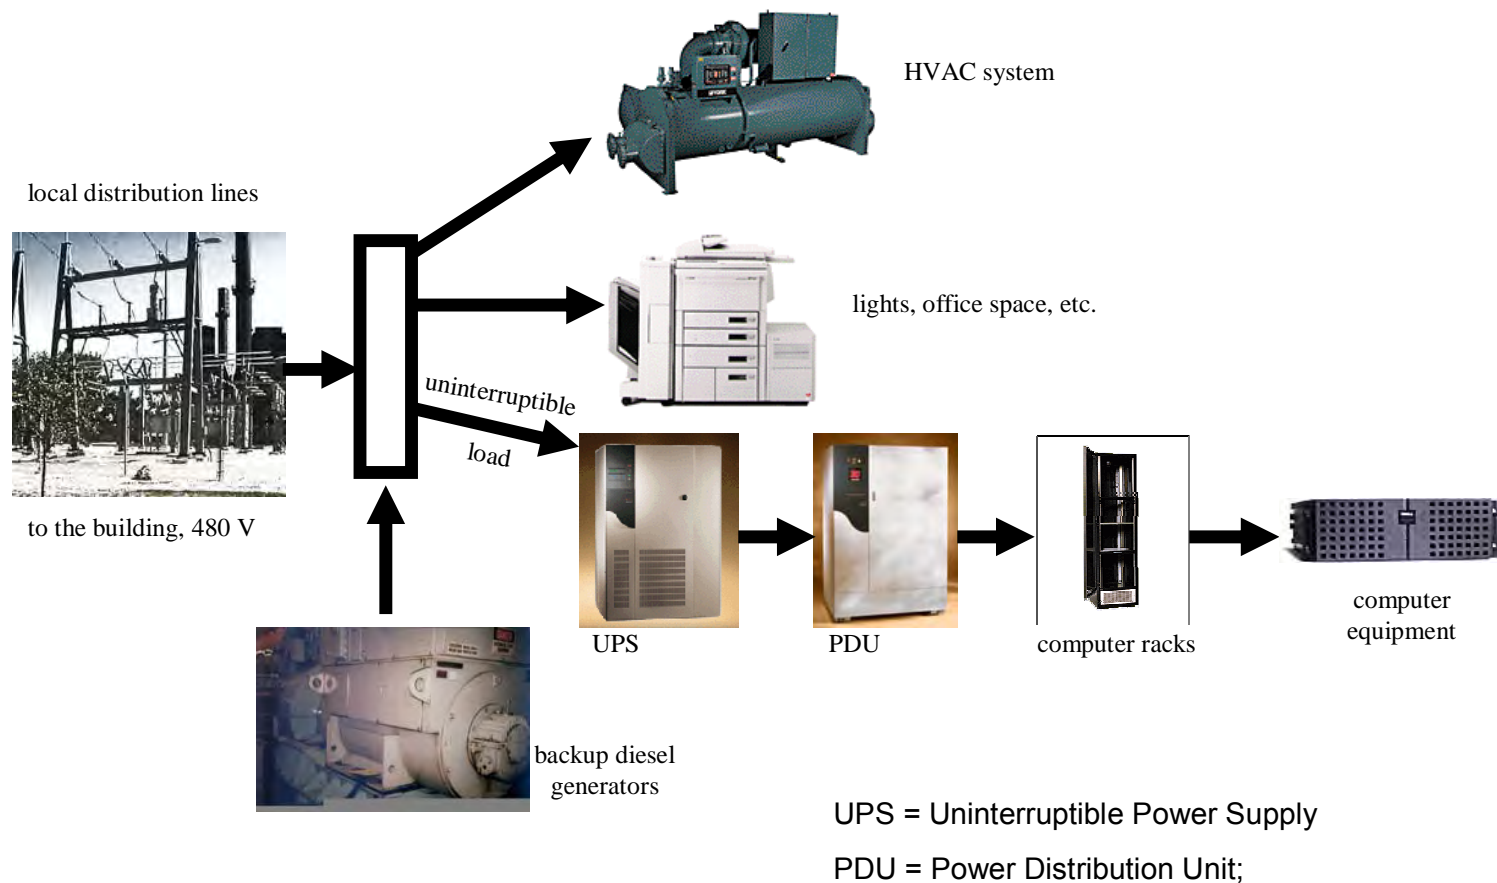 HVAC system
local distribution lines
lights, office space, etc.
uninterruptible
load
to the building, 480 V
UPS
PDU
computer racks
computer
equipment
backup diesel
generators
UPS = Uninterruptible Power Supply
PDU = Power Distribution Unit;